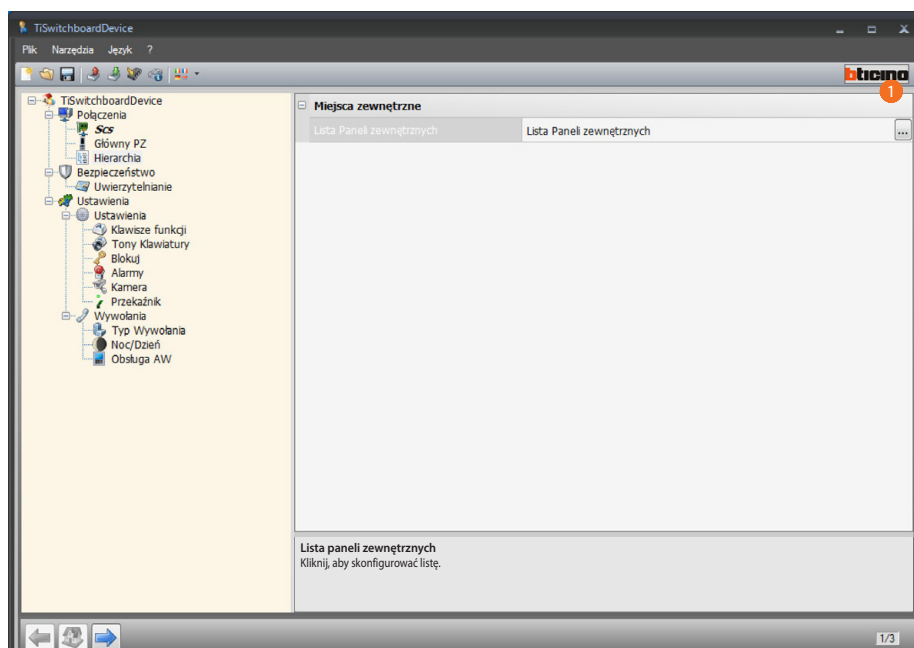 TiSwitchboardDevice
Plik Narzędzia Język ?
bticino
1
TiSwitchboardDevice
Połączenia
Scs
Główny PZ
Hierarchia
Bezpieczeństwo
Uwierzytelnianie
Ustawienia
Ustawienia
Klawisze funkcji
Tony Klawiatury
Blokuj
Alarmy
Kamera
Przekaźnik
Wywołania
Typ Wywołania
Noc/Dzień
Obsługa AW
Miejsca zewnętrzne
Lista Paneli zewnętrznych Lista Paneli zewnętrznych ...
Lista paneli zewnętrznych
Kliknij, aby skonfigurować listę.
1/3